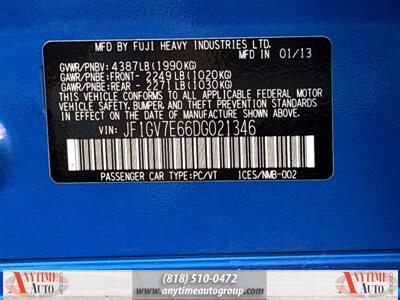 MFD BY FUJI HEAVY INDUSTRIES LTD.
GVWR/PNBV: 4387LB(1990KG) MFD IN 01/13
GAWR/PNBE:FRONT- 2249LB(1020KG)
GAWR/PNBE:REAR - 2271LB(1030KG)
THIS VEHICLE CONFORMS TO ALL APPLICABLE FEDERAL MOTOR
VEHICLE SAFETY, BUMPER, AND THEFT PREVENTION STANDARDS
IN EFFECT ON THE DATE OF MANUFACTURE SHOWN ABOVE.
VIN: JF1GV7E66DG021346
PASSENGER CAR TYPE:PC/VT ICES/NMB-002
ANYTIME AUTO
(818) 510-0472
www.anytimeautogroup.com
ANYTIME AUTO